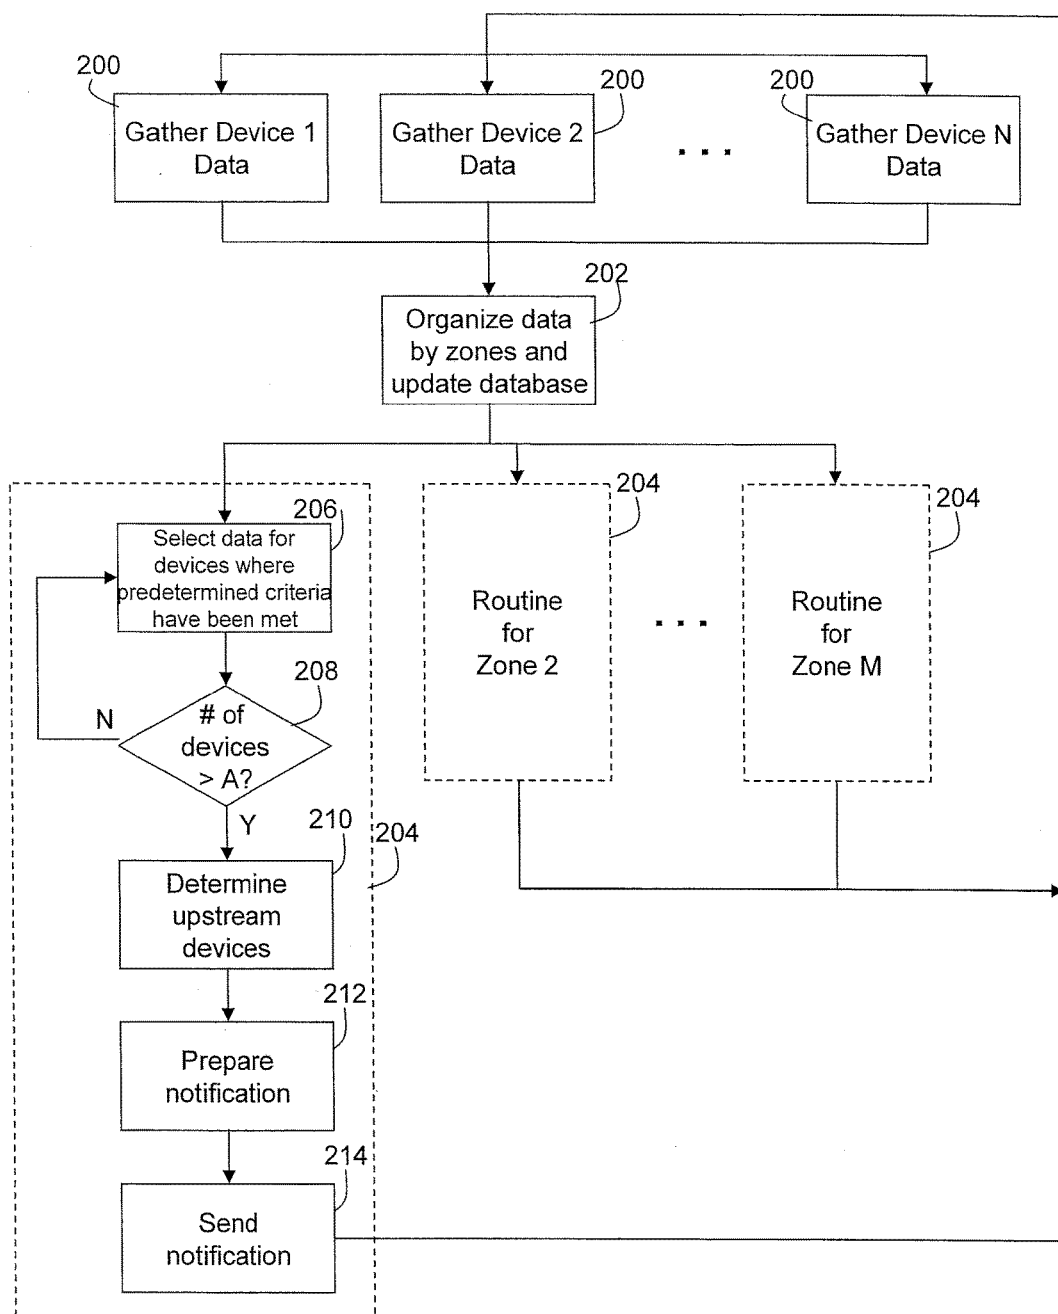 200
Gather Device 1
Data
200
Gather Device 2
Data
. . .
200
Gather Device N
Data
202
Organize data
by zones and
update database
206
Select data for
devices where
predetermined criteria
have been met
208
# of
devices
> A?
N
Y
210
Determine
upstream
devices
204
212
Prepare
notification
214
Send
notification
204
Routine
for
Zone 2
. . .
204
Routine
for
Zone M